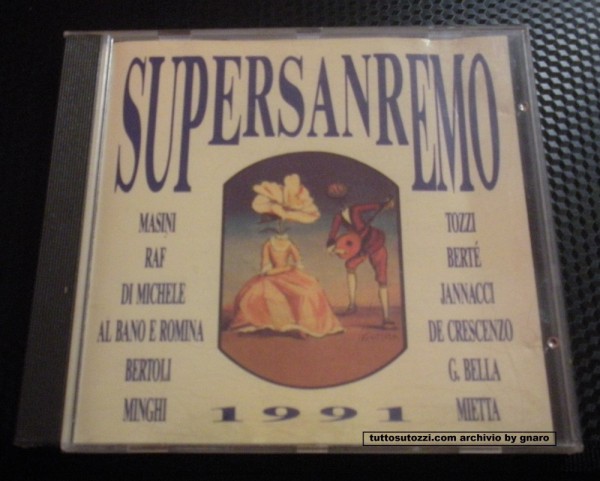 SUPERSANREMO
MASINI
RAF
DI MICHELE
AL BANO E ROMINA
BERTOLI
MINGHI
TOZZI
BERTÉ
JANNACCI
DE CRESCENZO
G. BELLA
MIETTA
1991
tuttosutozzi.com archivio by gnaro